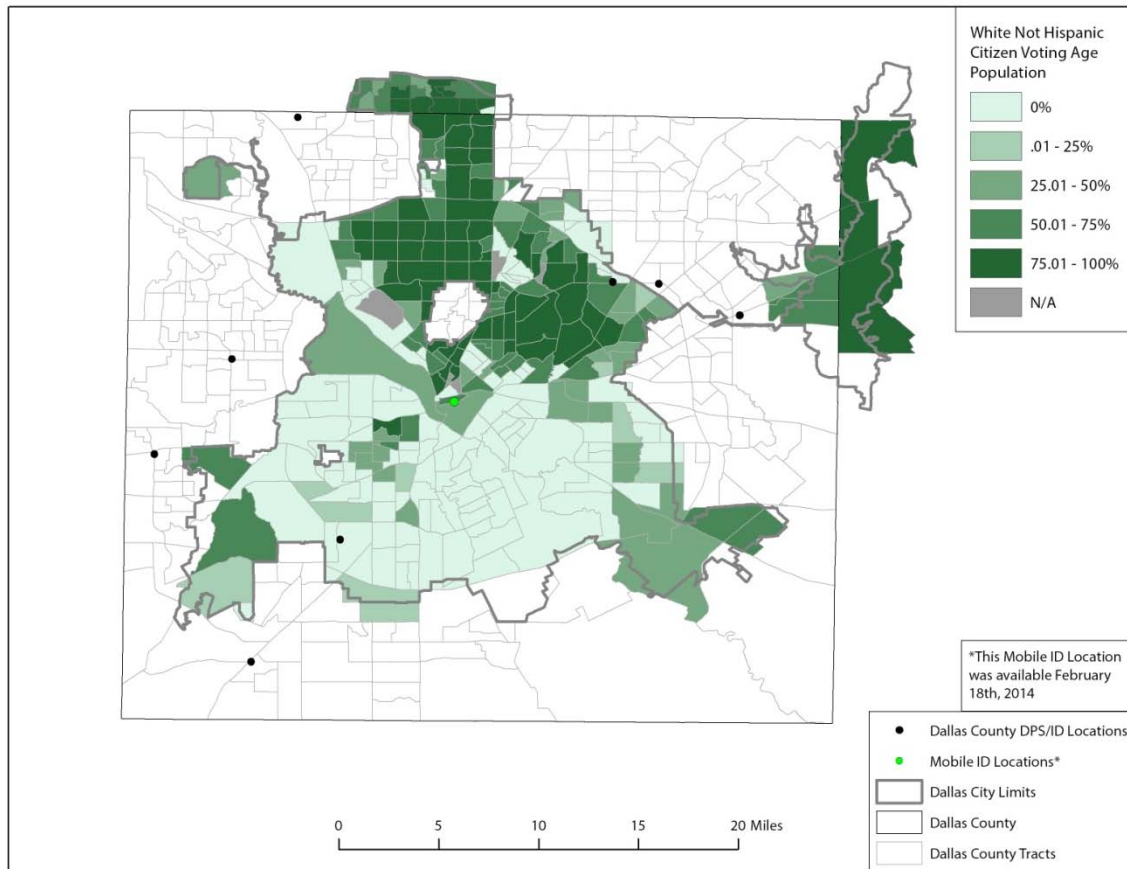 White Not Hispanic
Citizen Voting Age
Population
0%
.01 - 25%
25.01 - 50%
50.01 - 75%
75.01 - 100%
N/A
*This Mobile ID Location
was available February
18th, 2014
Dallas County DPS/ID Locations
Mobile ID Locations*
Dallas City Limits
Dallas County
Dallas County Tracts
0 5 10 15 20 Miles